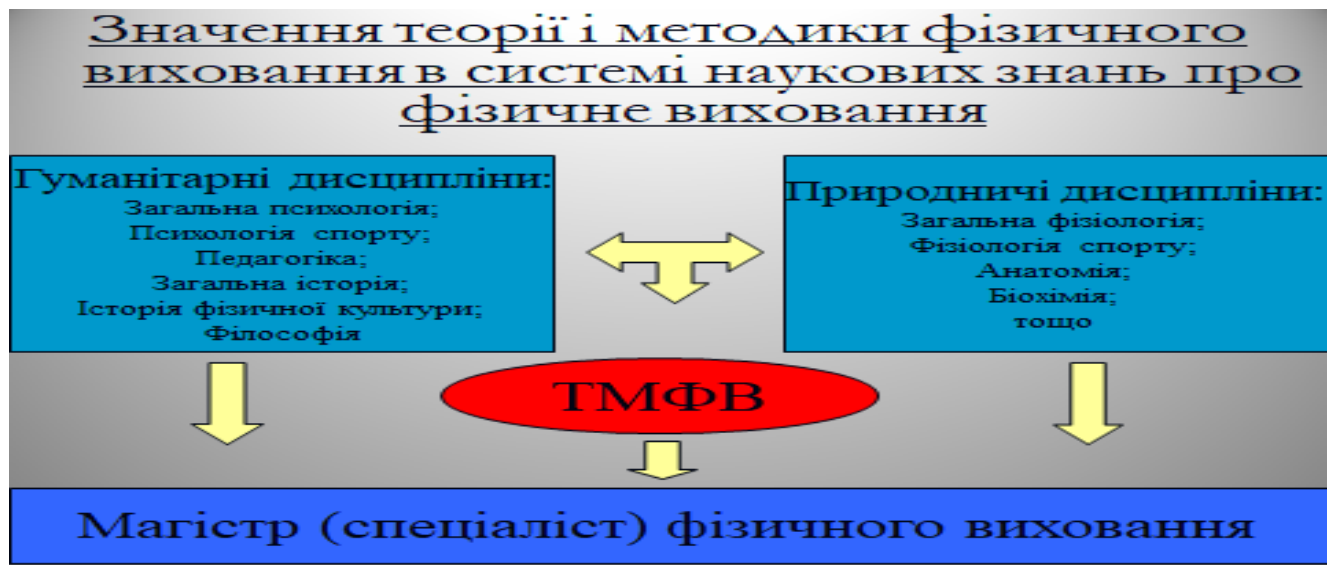 Значення теорії і методики фізичного
виховання в системі наукових знань про
фізичне виховання
Гуманітарні дисципліни:
Загальна психологія;
Психологія спорту;
Педагогіка;
Загальна історія;
Історія фізичної культури;
Філософія
Природничі дисципліни:
Загальна фізіологія;
Фізіологія спорту;
Анатомія;
Біохімія;
тощо
ТМФВ
Магістр (спеціаліст) фізичного виховання